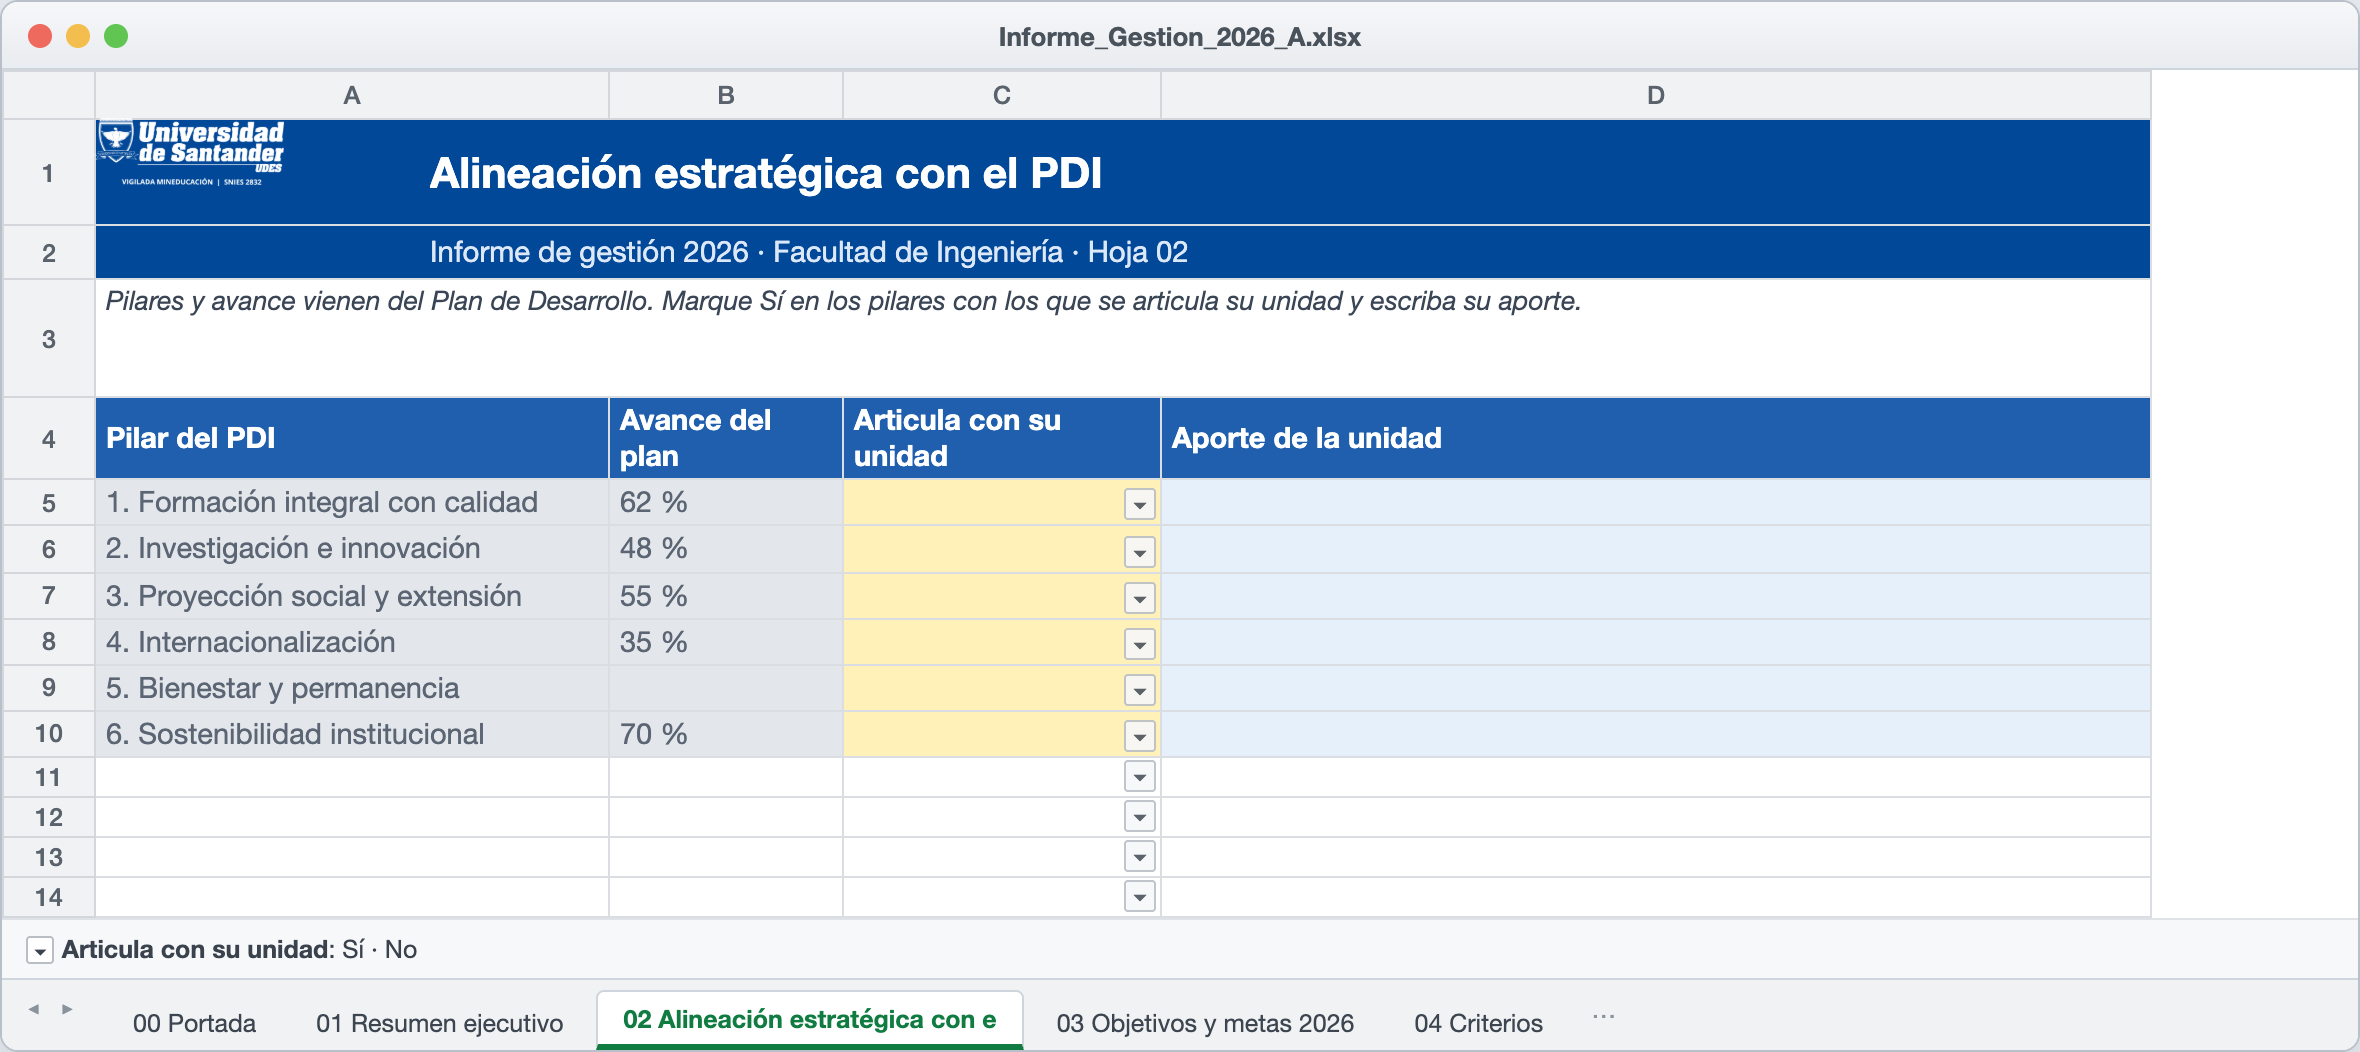 Informe_Gestion_2026_A.xlsx
A B C D
1
Universidad
de Santander
UDES
VIGILADA MINEDUCACIÓN | SNIES 2832
Alineación estratégica con el PDI
2 Informe de gestión 2026 · Facultad de Ingeniería · Hoja 02
3 Pilares y avance vienen del Plan de Desarrollo. Marque Sí en los pilares con los que se articula su unidad y escriba su aporte.
4 Pilar del PDI
Avance del
plan
Articula con su
unidad
Aporte de la unidad
5 1. Formación integral con calidad 62 %
6 2. Investigación e innovación 48 %
7 3. Proyección social y extensión 55 %
8 4. Internacionalización 35 %
9 5. Bienestar y permanencia
10 6. Sostenibilidad institucional 70 %
11
12
13
14
Articula con su unidad: Sí · No
00 Portada 01 Resumen ejecutivo 02 Alineación estratégica con e 03 Objetivos y metas 2026 04 Criterios ...